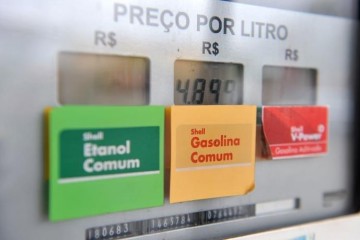 PREÇO POR LITRO
R$ R$ R$
4.899
Shell
Etanol
Comum
Shell
Gasolina
Comum
Shell
V-Power
Gasolina Aditivada